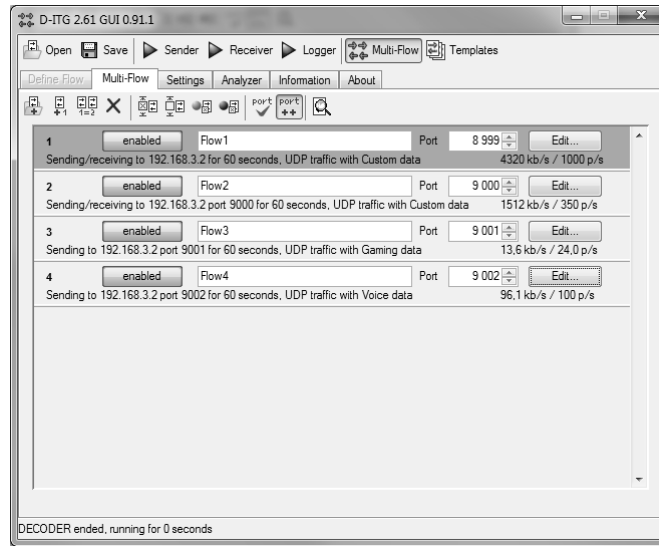 D-ITG 2.61 GUI 0.91.1
Open Save Sender Receiver Logger Multi-Flow Templates
Define Flow Multi-Flow Settings Analyzer Information About
+1 1=2 port port ++
1 enabled Flow1 Port 8 999 Edit...
Sending/receiving to 192.168.3.2 for 60 seconds, UDP traffic with Custom data 4320 kb/s / 1000 p/s
2 enabled Flow2 Port 9 000 Edit...
Sending/receiving to 192.168.3.2 port 9000 for 60 seconds, UDP traffic with Custom data 1512 kb/s / 350 p/s
3 enabled Flow3 Port 9 001 Edit...
Sending to 192.168.3.2 port 9001 for 60 seconds, UDP traffic with Gaming data 13,6 kb/s / 24,0 p/s
4 enabled Flow4 Port 9 002 Edit...
Sending to 192.168.3.2 port 9002 for 60 seconds, UDP traffic with Voice data 96,1 kb/s / 100 p/s
DECODER ended, running for 0 seconds